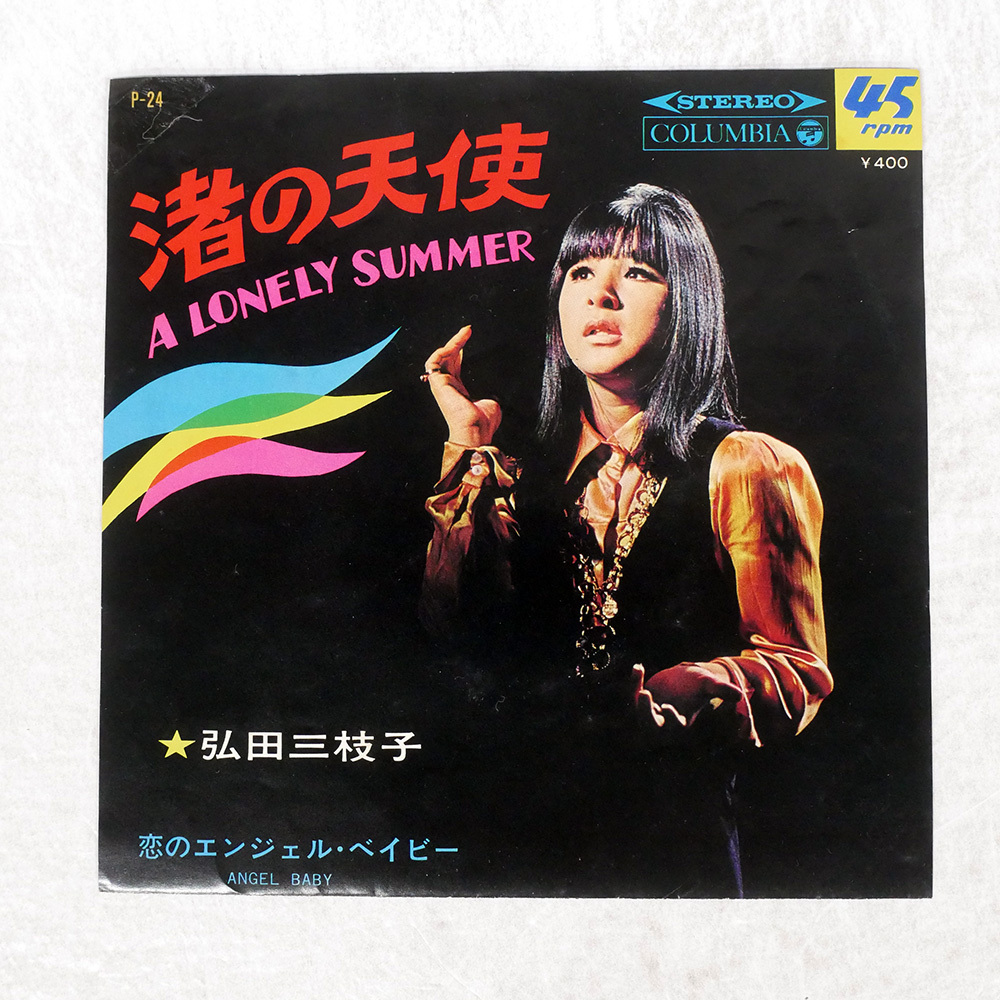 P-24
STEREO
COLUMBIA
45
rpm
¥400
渚の天使
A LONELY SUMMER
★弘田三枝子
恋のエンジェル・ベイビー
ANGEL BABY